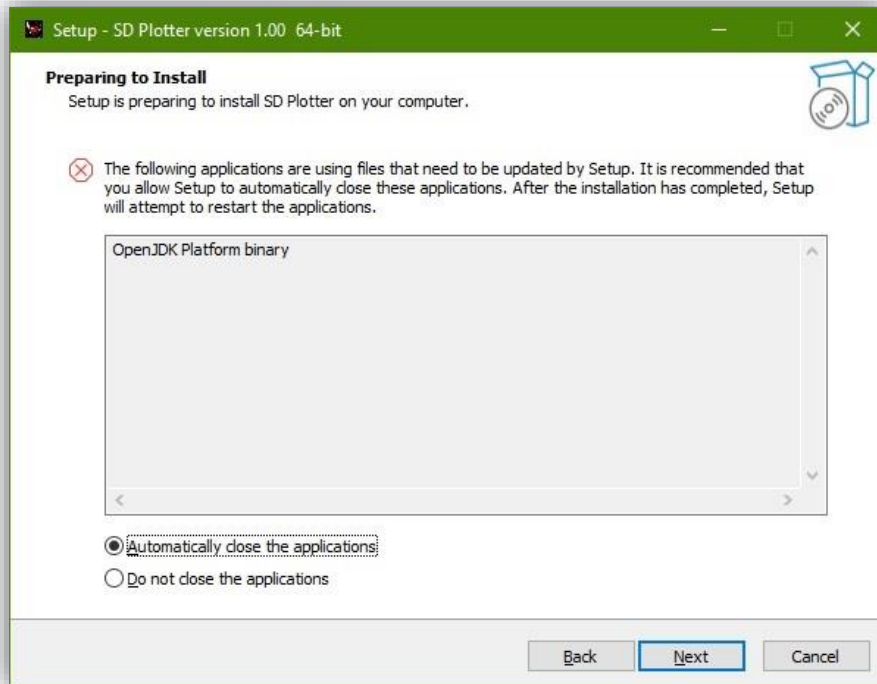 Setup - SD Plotter version 1.00 64-bit
Preparing to Install
Setup is preparing to install SD Plotter on your computer.
The following applications are using files that need to be updated by Setup. It is recommended that
you allow Setup to automatically close these applications. After the installation has completed, Setup
will attempt to restart the applications.
OpenJDK Platform binary
Automatically close the applications
Do not close the applications
Back Next Cancel